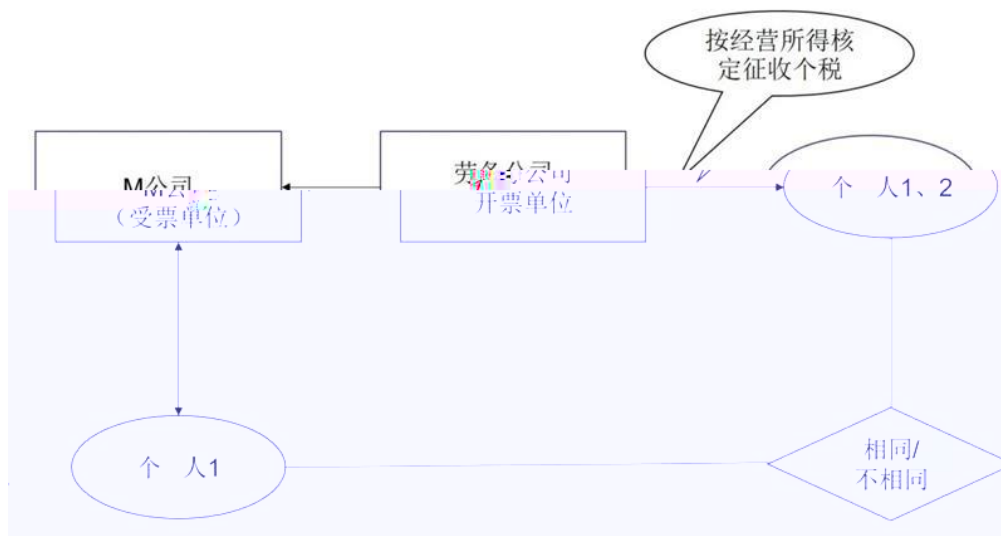 按经营所得核
定征收个税
M公司
（受票单位）
劳务公司
开票单位
个 人1、2
个 人1
相同/
不相同